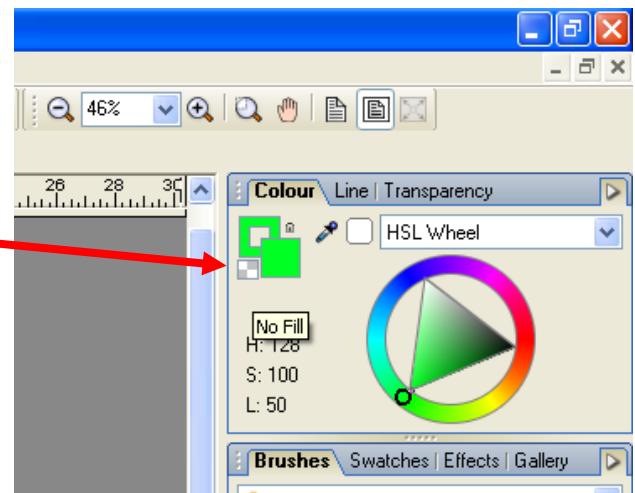 46%
26 28 30
Colour Line | Transparency
HSL Wheel
No Fill
H: 128
S: 100
L: 50
Brushes Swatches | Effects | Gallery